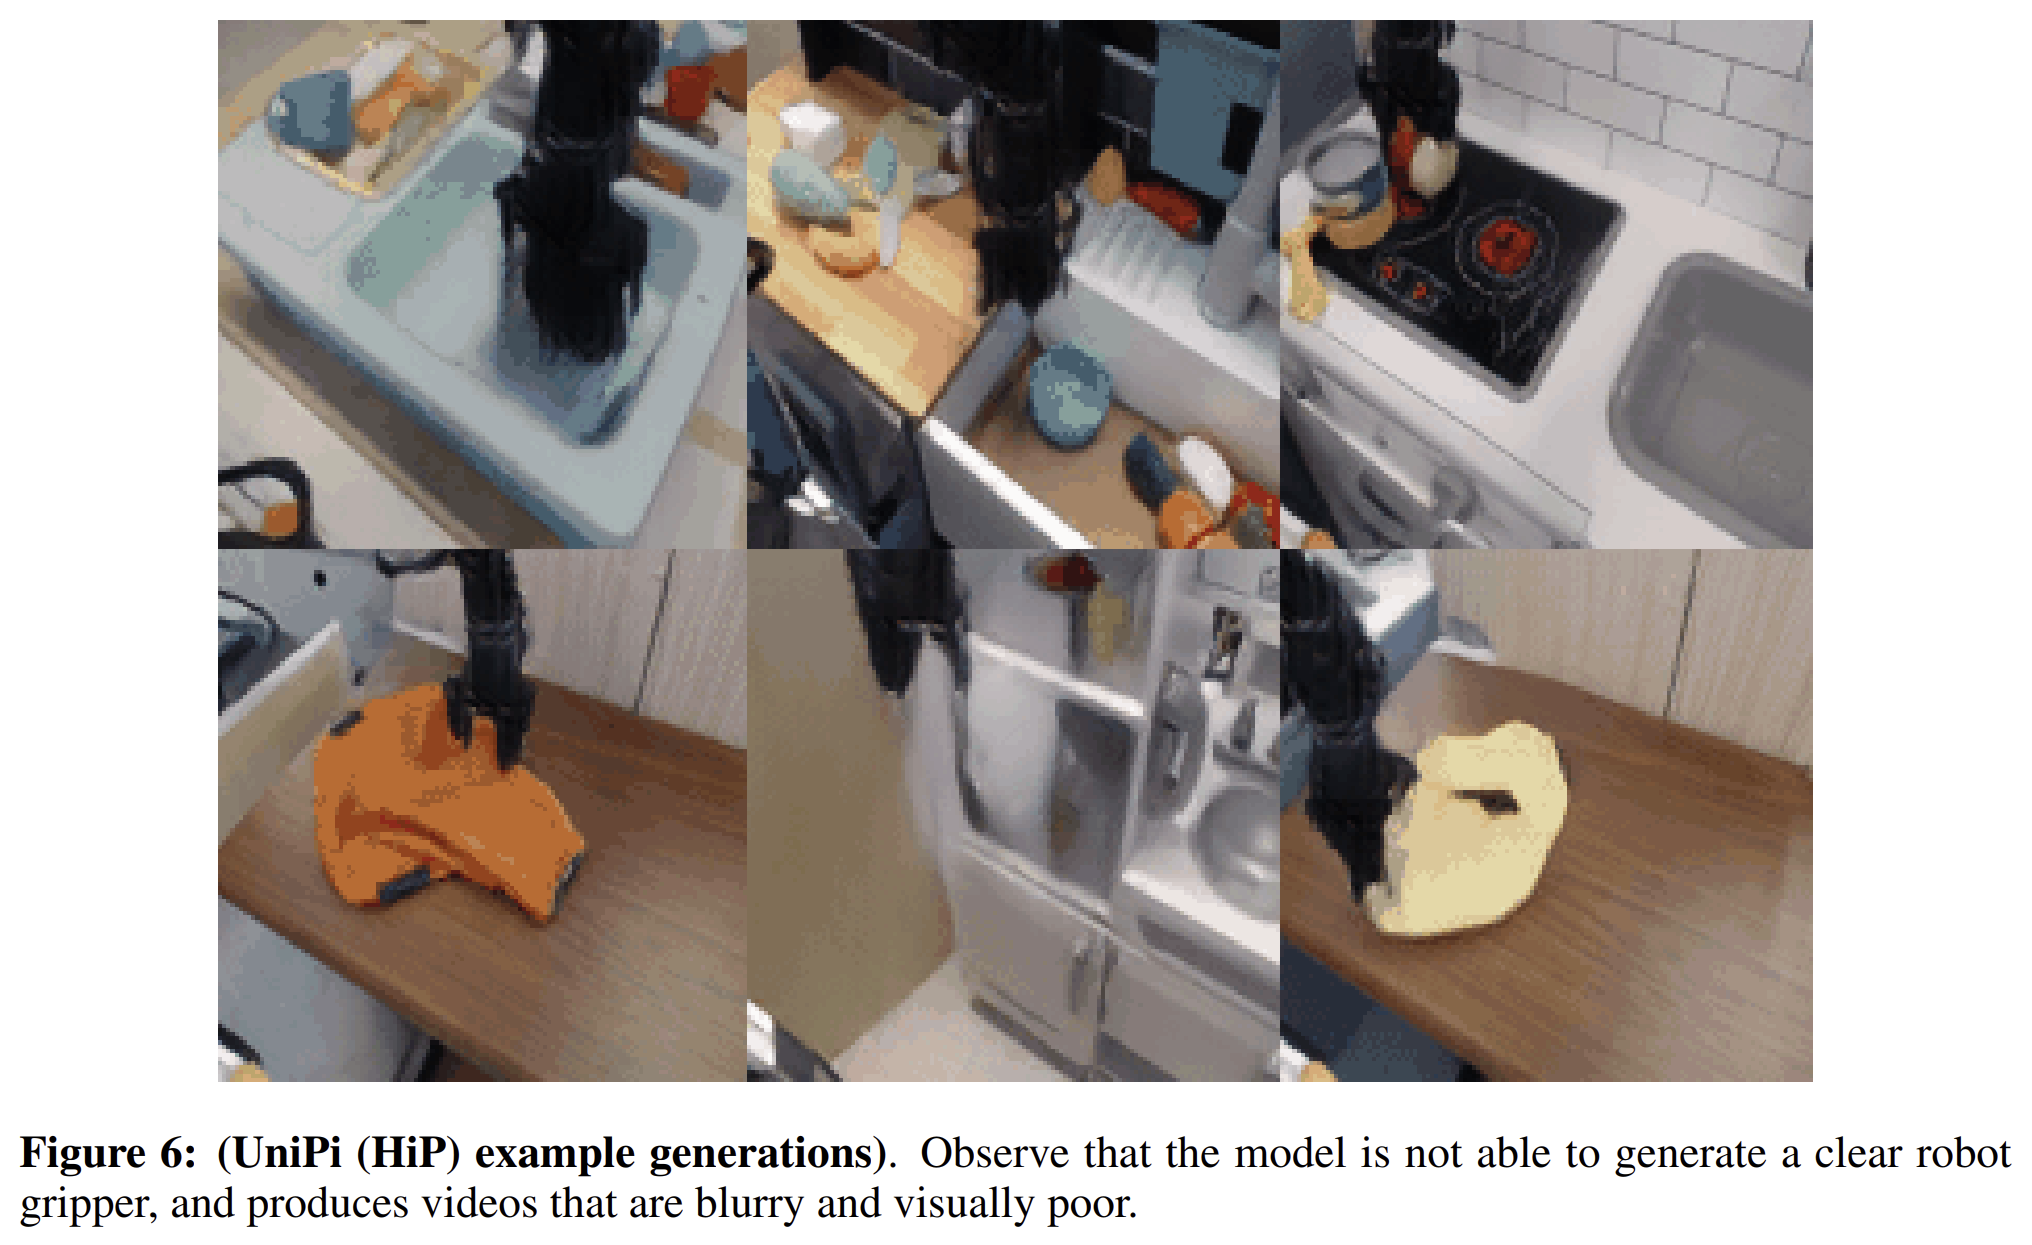 Figure 6: (UniPi (HiP) example generations). Observe that the model is not able to generate a clear robot
gripper, and produces videos that are blurry and visually poor.